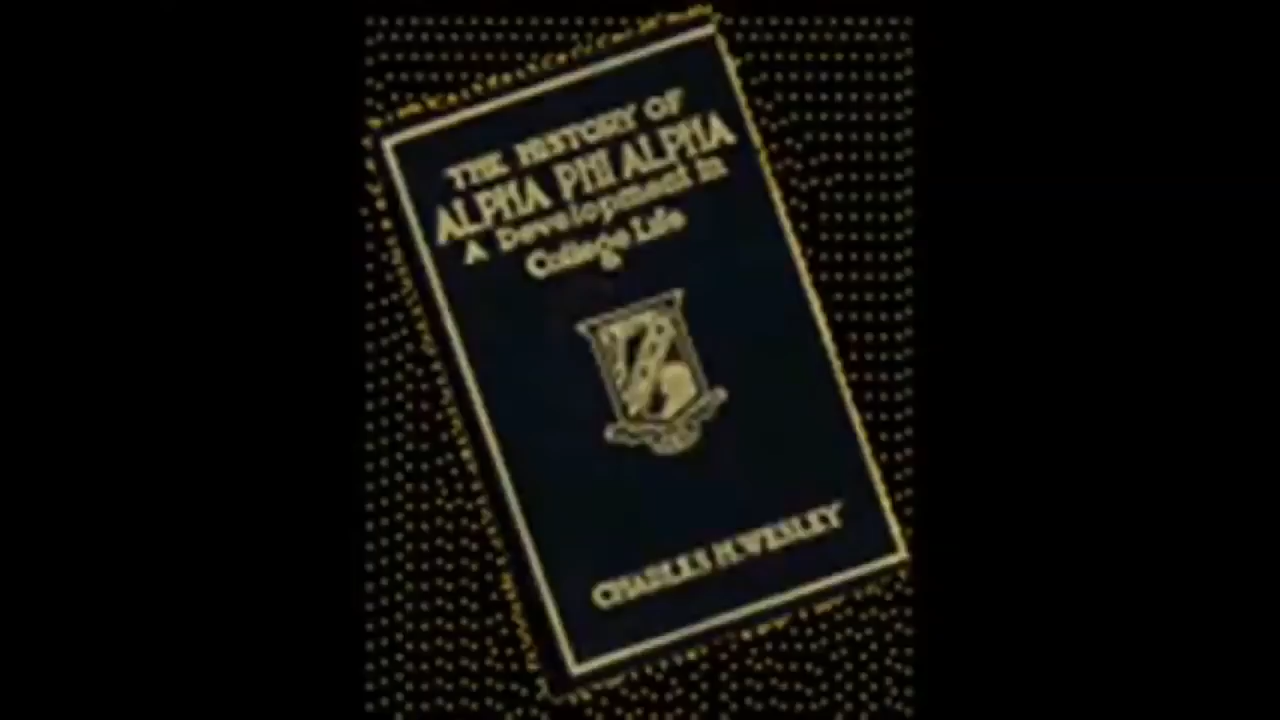 THE HISTORY OF
ALPHA PHI ALPHA
A Development in
College Life
CHARLES H. WESLEY